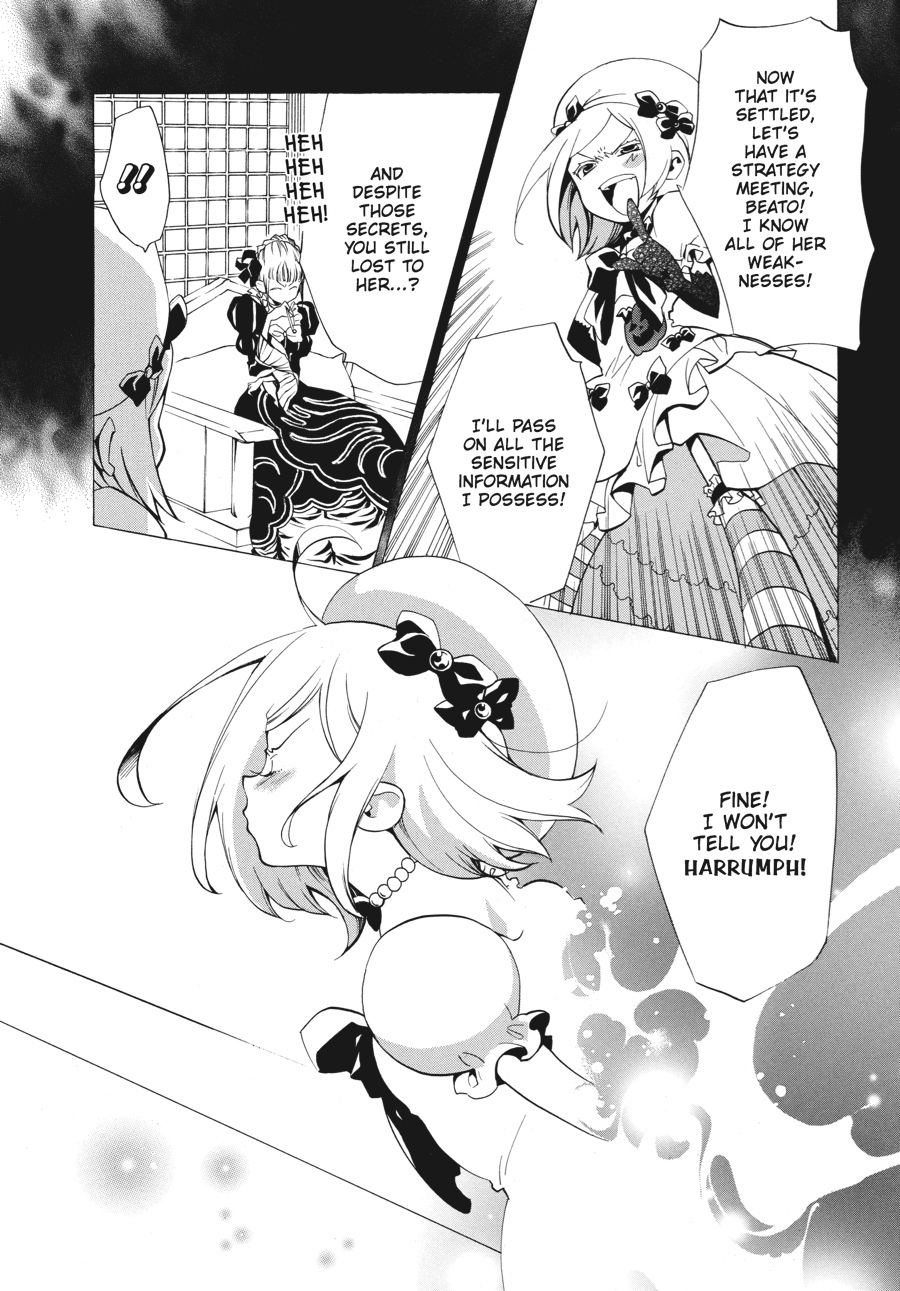 NOW
THAT IT'S
SETTLED,
LET'S
HAVE A
STRATEGY
MEETING,
BEATO!
I KNOW
ALL OF HER
WEAK-
NESSES!
I'LL PASS
ON ALL THE
SENSITIVE
INFORMATION
I POSSESS!
AND
DESPITE
THOSE
SECRETS,
YOU STILL
LOST TO
HER...?
HEH
HEH
HEH
HEH!
!!
FINE!
I WON'T
TELL YOU!
HARRUMPH!